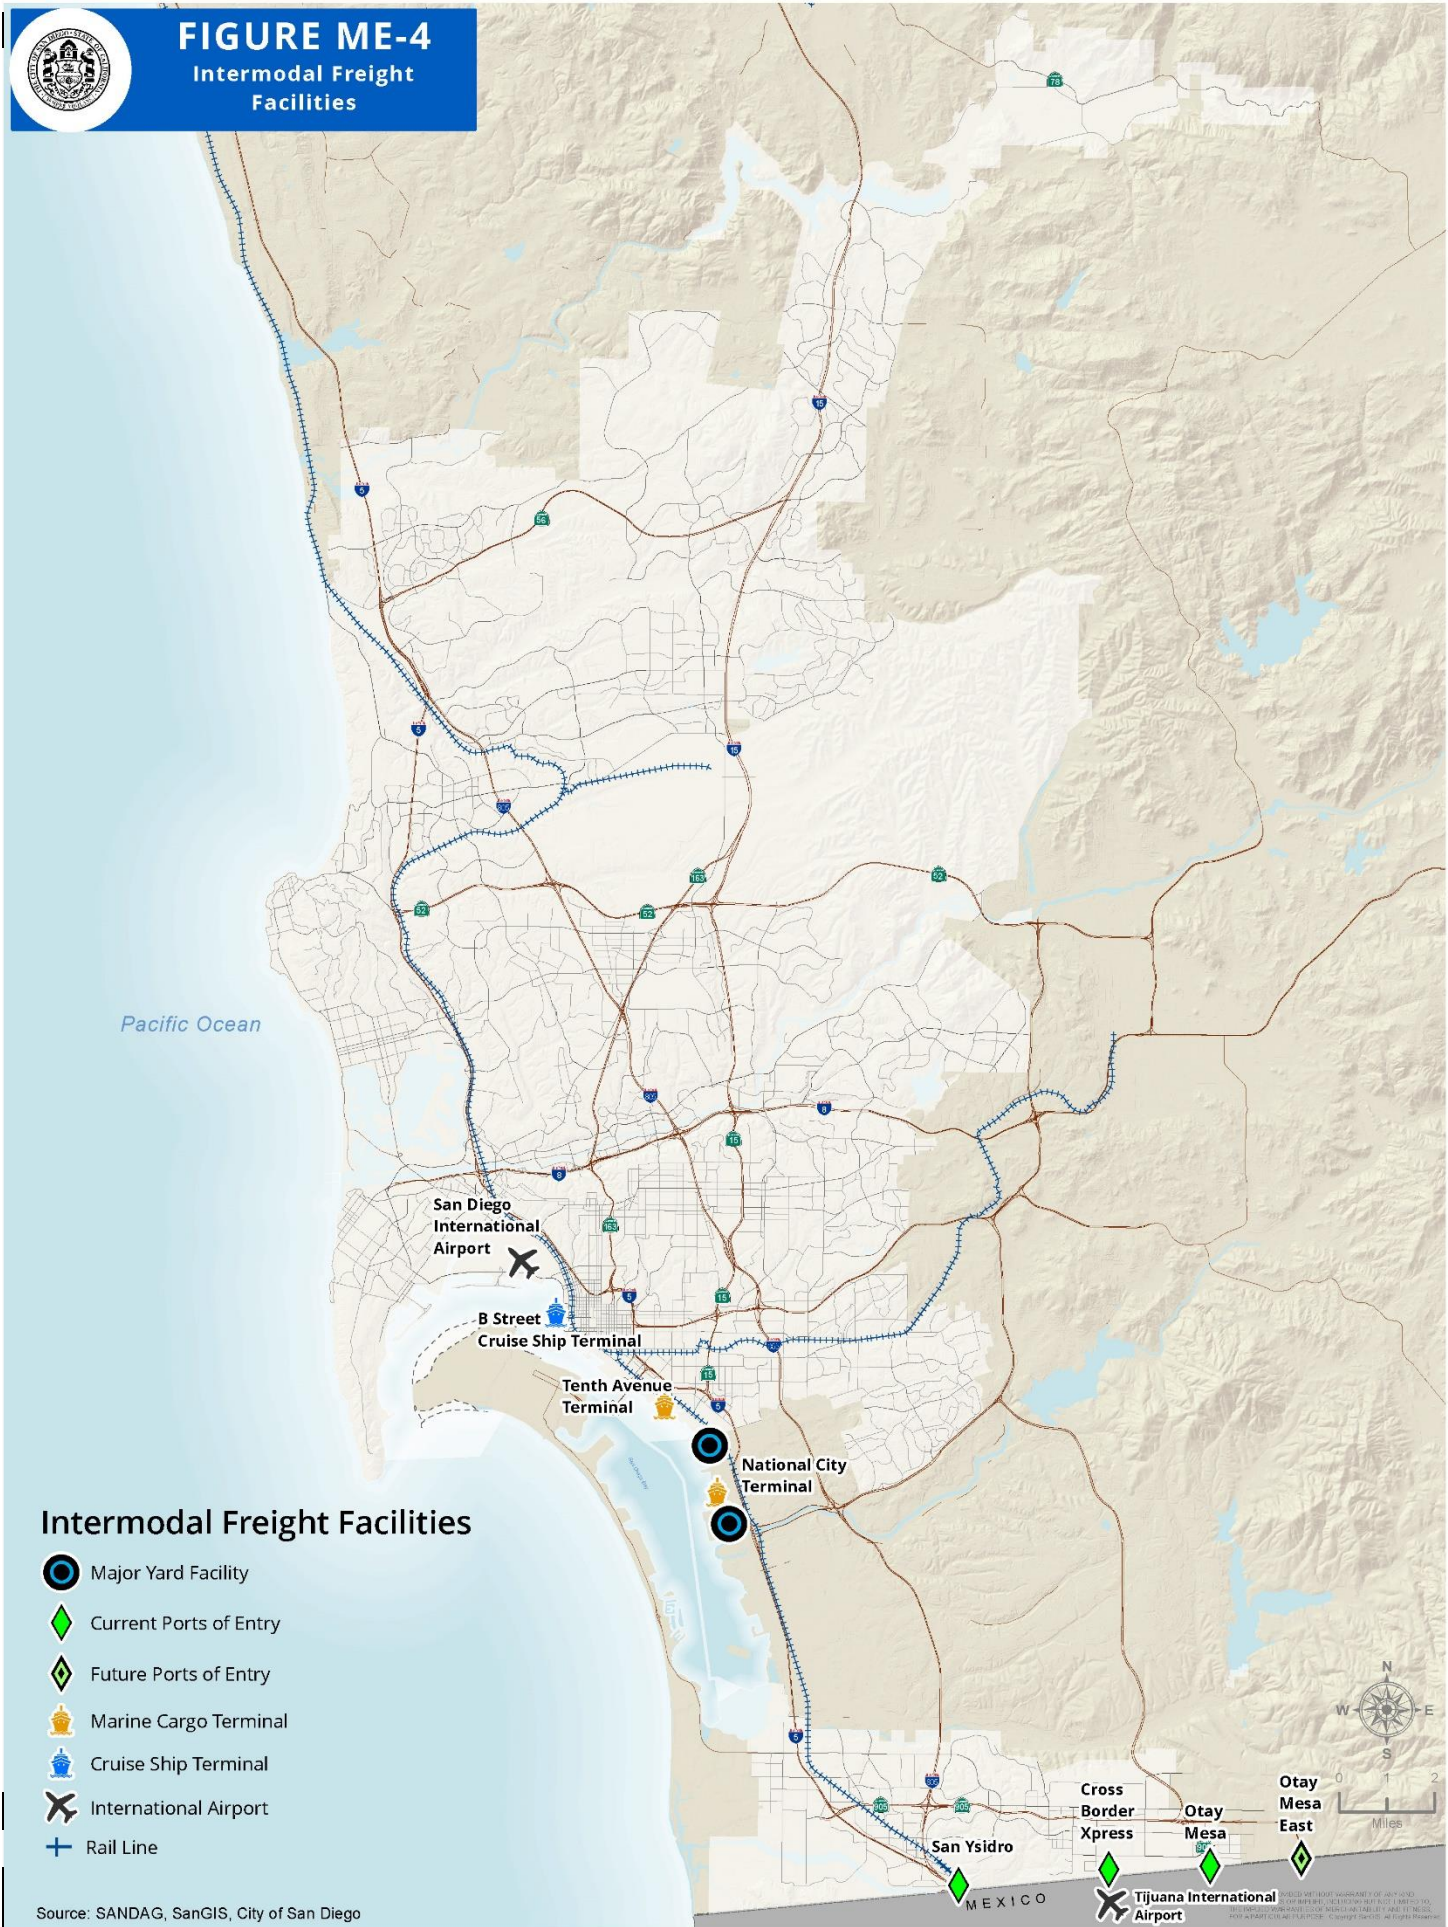 FIGURE ME-4
Intermodal Freight
Facilities
78
15
5
56
5
15
805
163
52
52
52
Pacific Ocean
805
8
15
8
San Diego
International
Airport
163
5
15
B Street
Cruise Ship Terminal
15
Tenth Avenue
Terminal
5
National City
Terminal
Intermodal Freight Facilities
Major Yard Facility
Current Ports of Entry
Future Ports of Entry
Marine Cargo Terminal
Cruise Ship Terminal
International Airport
Rail Line
N
W
E
S
0 1 2
Miles
5
805
905
905
Cross
Border
Xpress
Otay
Mesa
Otay
Mesa
East
San Ysidro
MEXICO
Tijuana International
Airport
Source: SANDAG, SanGIS, City of San Diego